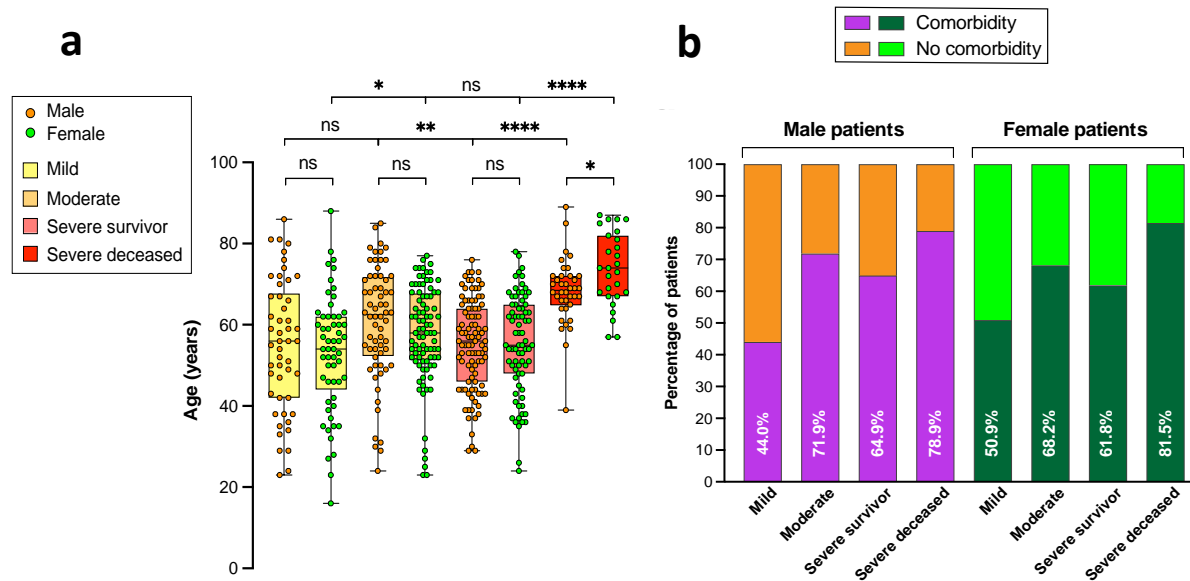 a
* ns ****
ns ** ****
ns ns ns *
Male
Female
Mild
Moderate
Severe survivor
Severe deceased
Age (years)
100
80
60
40
20
0
b
Comorbidity
No comorbidity
Male patients Female patients
Percentage of patients
100
90
80
70
60
50
40
30
20
10
0
44.0% 71.9% 64.9% 78.9% 50.9% 68.2% 61.8% 81.5%
Mild Moderate Severe survivor Severe deceased Mild Moderate Severe survivor Severe deceased